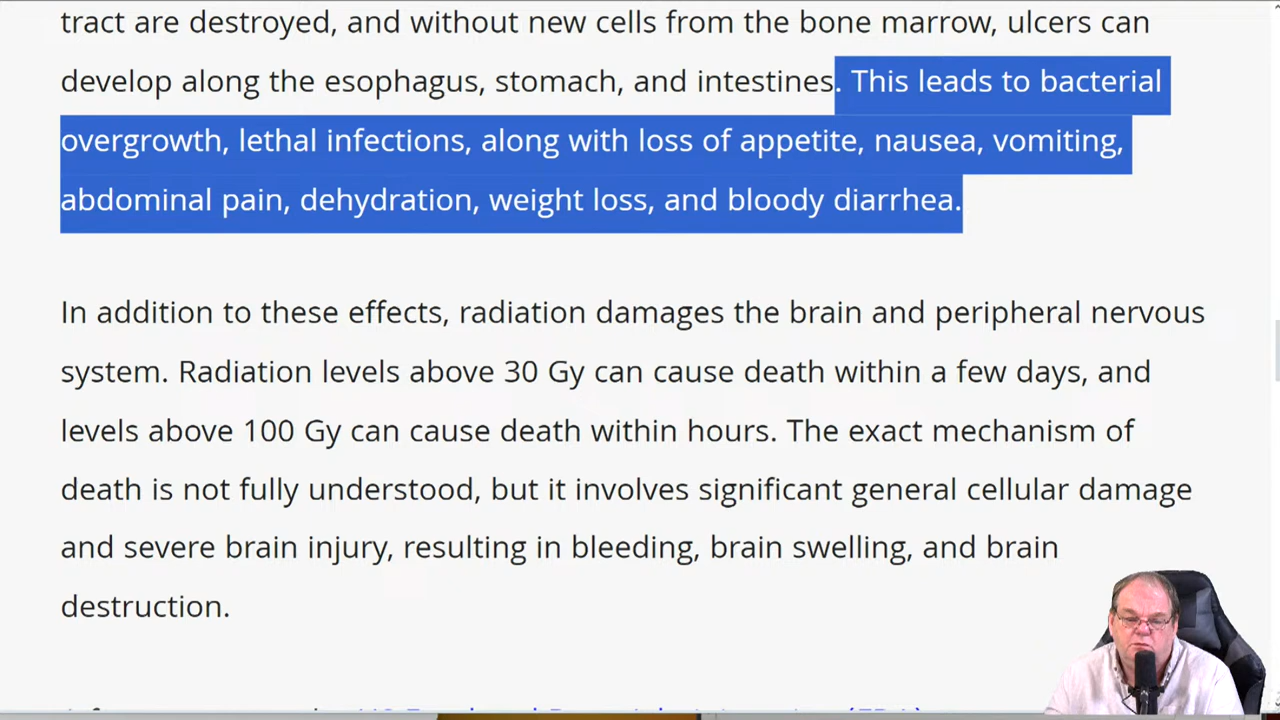 tract are destroyed, and without new cells from the bone marrow, ulcers can
develop along the esophagus, stomach, and intestines. This leads to bacterial
overgrowth, lethal infections, along with loss of appetite, nausea, vomiting,
abdominal pain, dehydration, weight loss, and bloody diarrhea.
In addition to these effects, radiation damages the brain and peripheral nervous
system. Radiation levels above 30 Gy can cause death within a few days, and
levels above 100 Gy can cause death within hours. The exact mechanism of
death is not fully understood, but it involves significant general cellular damage
and severe brain injury, resulting in bleeding, brain swelling, and brain
destruction.